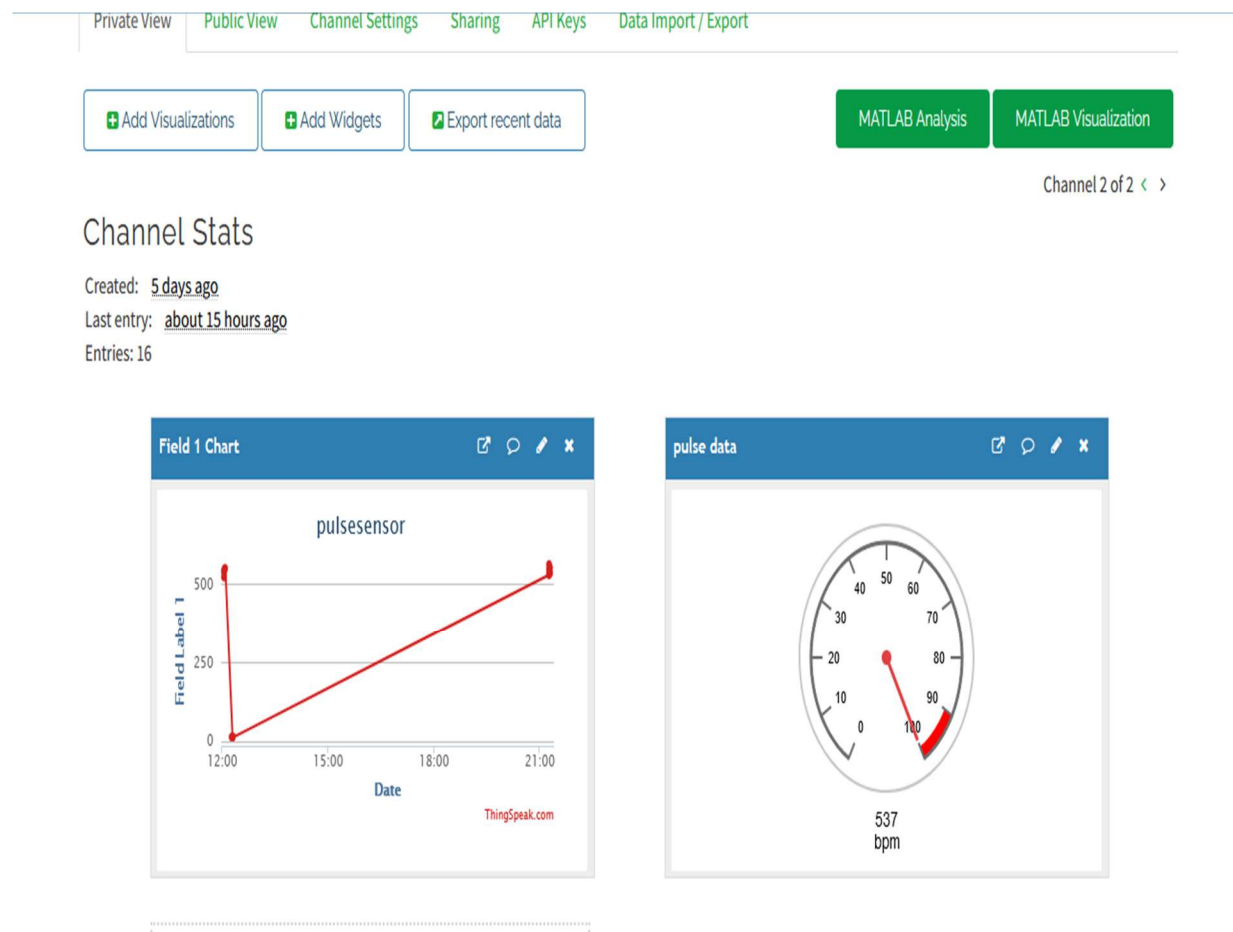 Private View Public View Channel Settings Sharing API Keys Data Import / Export
Add Visualizations Add Widgets Export recent data MATLAB Analysis MATLAB Visualization
Channel 2 of 2 < >
Channel Stats
Created: 5 days ago
Last entry: about 15 hours ago
Entries: 16
Field 1 Chart
pulsesensor
Field Label 1
500
250
0
12:00 15:00 18:00 21:00
Date
ThingSpeak.com
pulse data
50
40 60
30 70
20 80
10 90
0 100
537
bpm